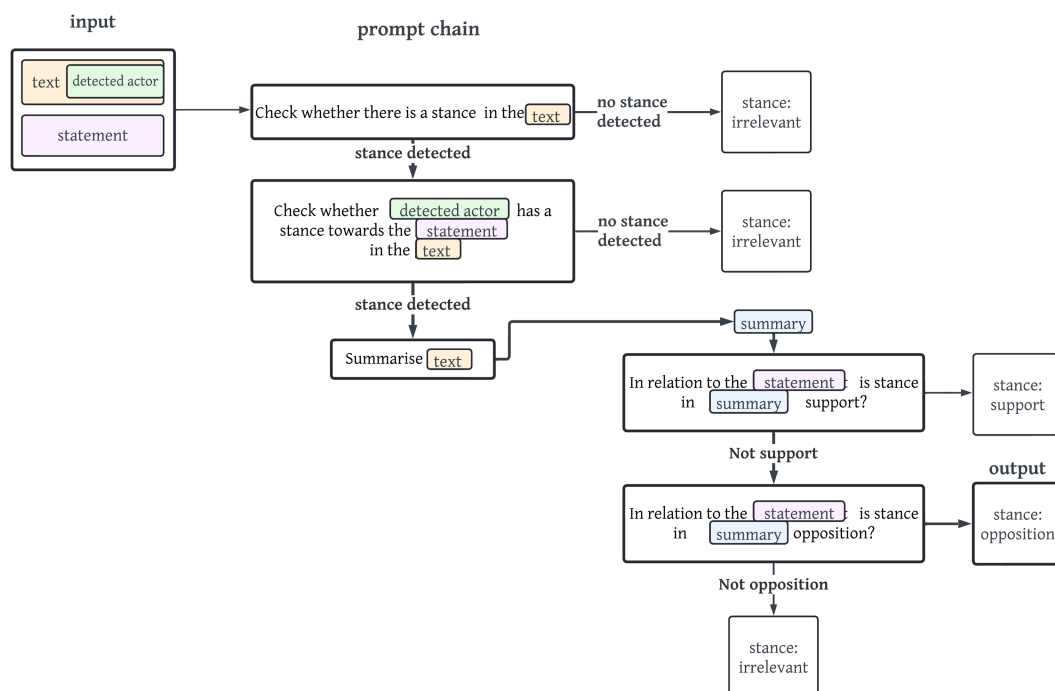 input
prompt chain
text
detected actor
statement
Check whether there is a stance in the text
no stance
detected
stance:
irrelevant
stance detected
Check whether detected actor has a
stance towards the statement
in the text
no stance
detected
stance:
irrelevant
stance detected
Summarise text
summary
In relation to the statement is stance
in summary support?
stance:
support
Not support
output
In relation to the statement is stance
in summary opposition?
stance:
opposition
Not opposition
stance:
irrelevant